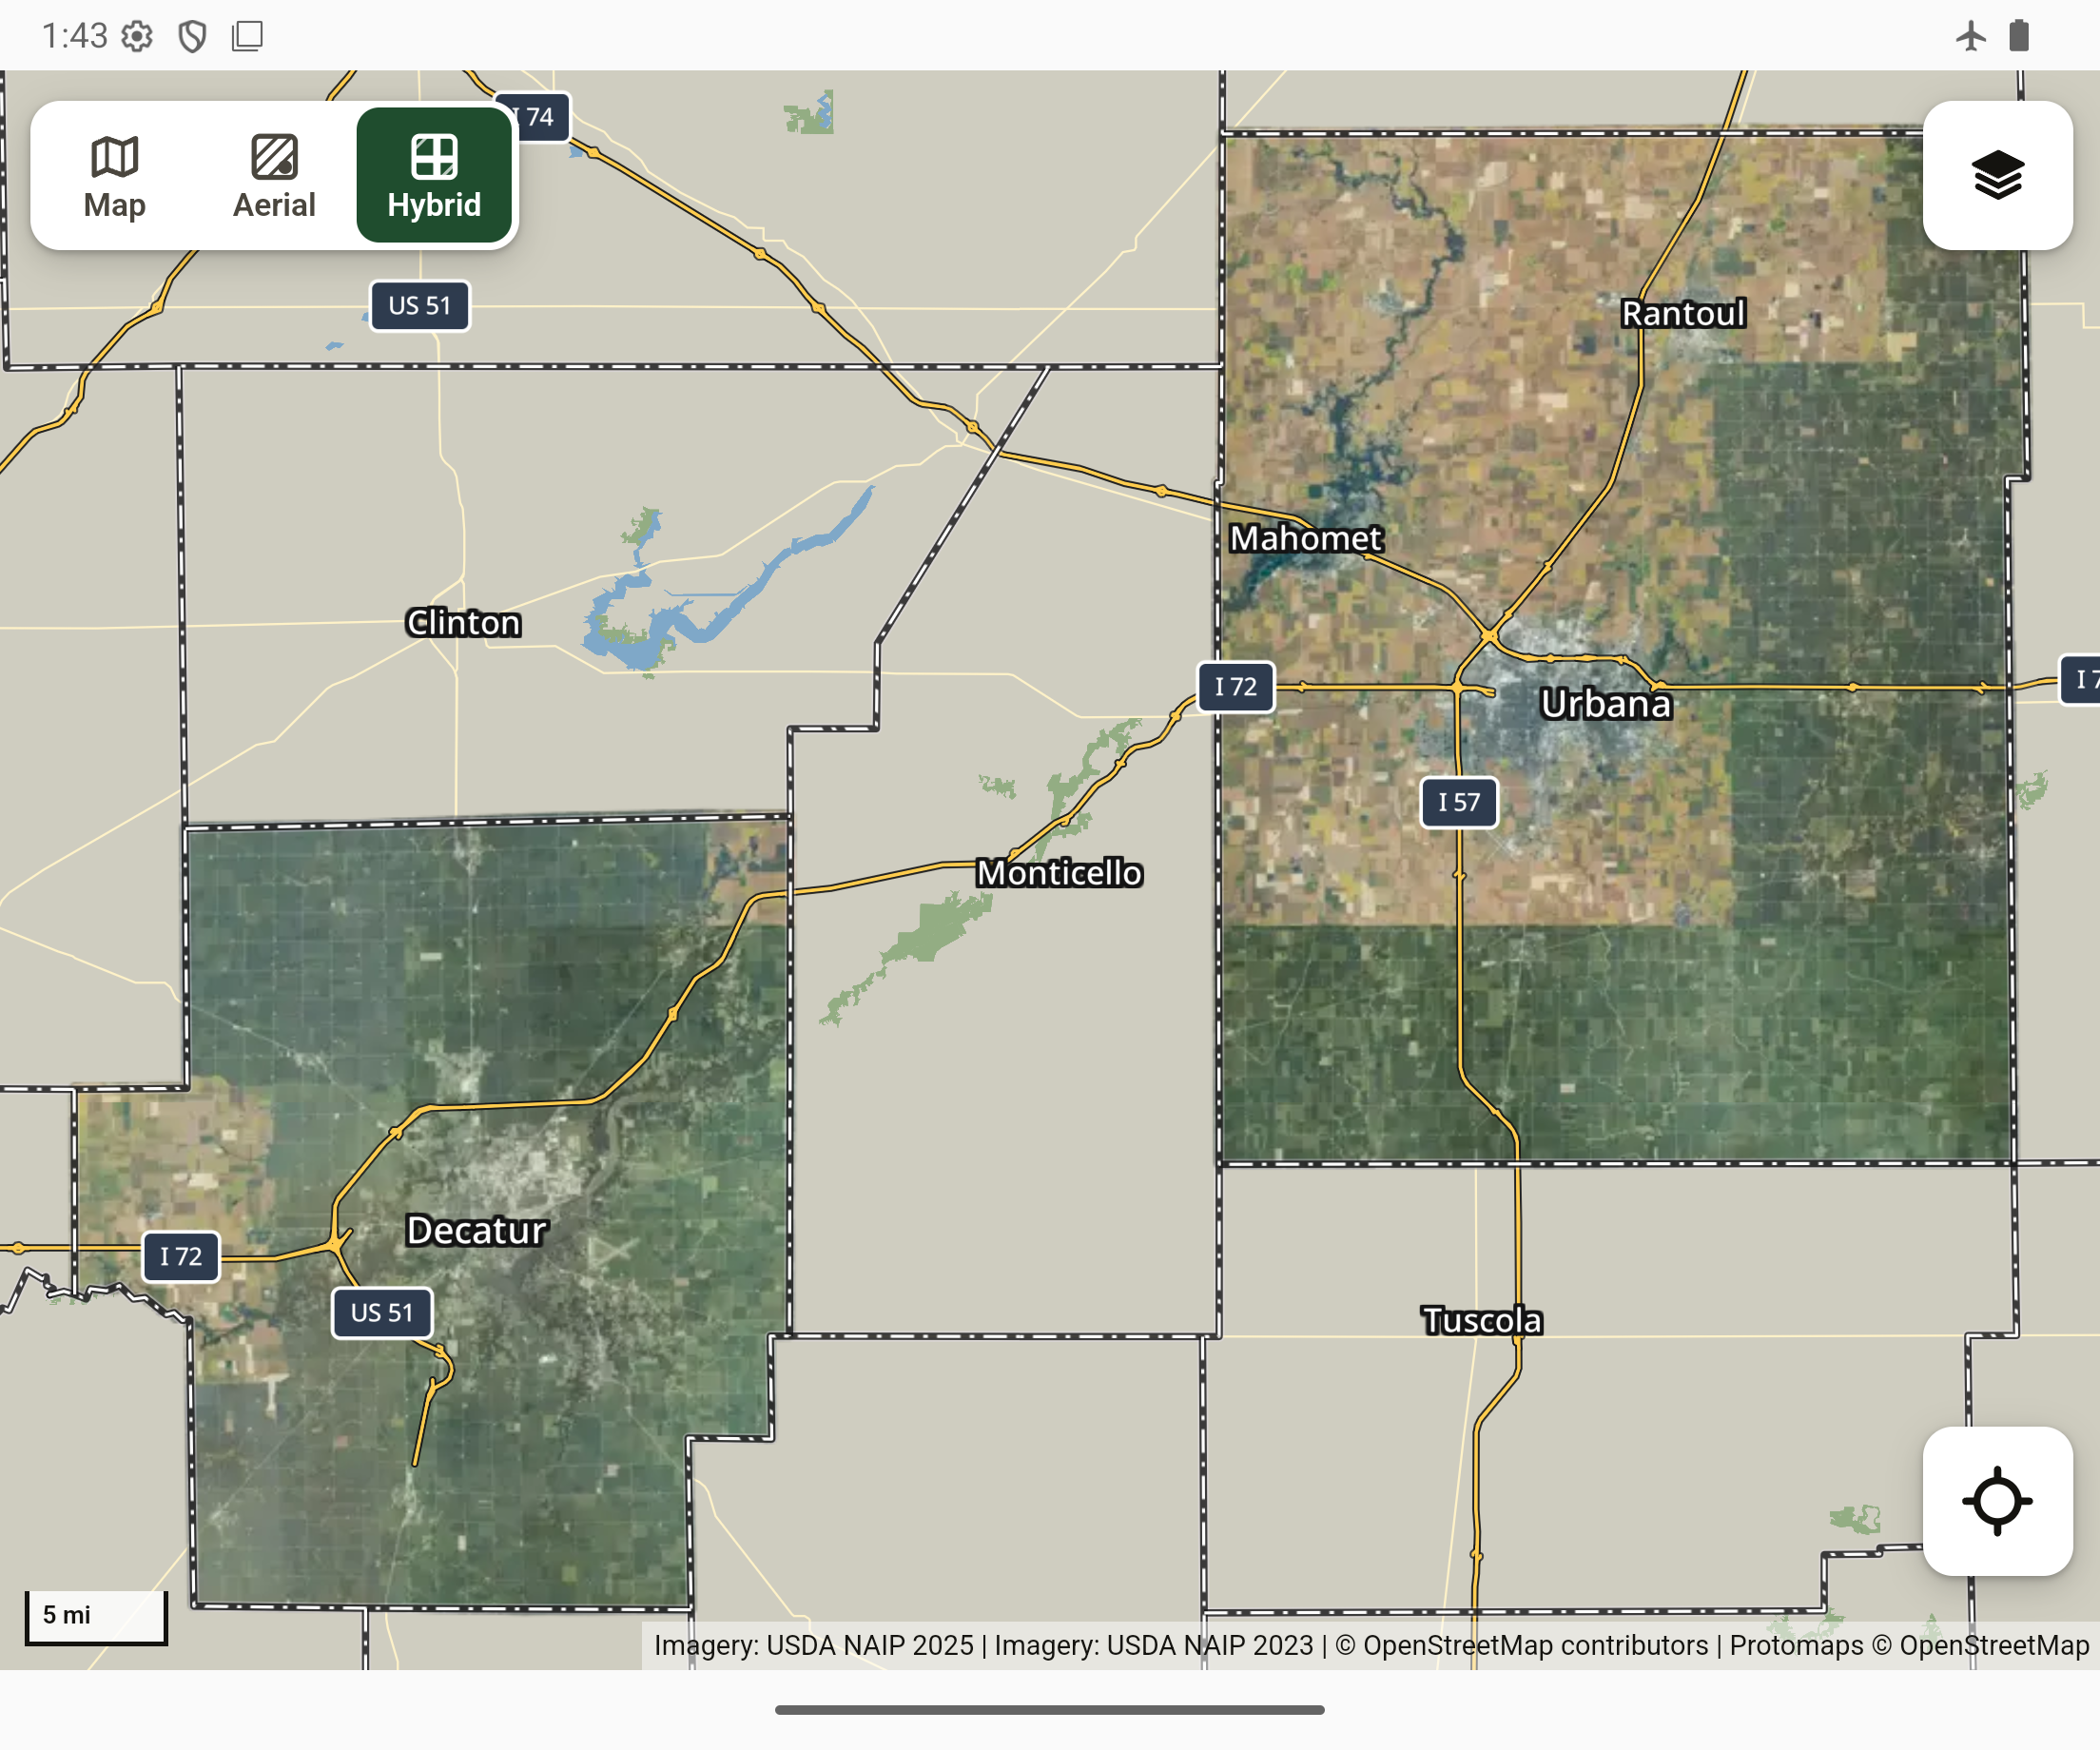 1:43
I 74
Map
Aerial
Hybrid
US 51
Rantoul
Mahomet
Clinton
I 72
Urbana
I 57
Monticello
Decatur
I 72
US 51
Tuscola
5 mi
Imagery: USDA NAIP 2025 | Imagery: USDA NAIP 2023 | © OpenStreetMap contributors | Protomaps © OpenStreetMap